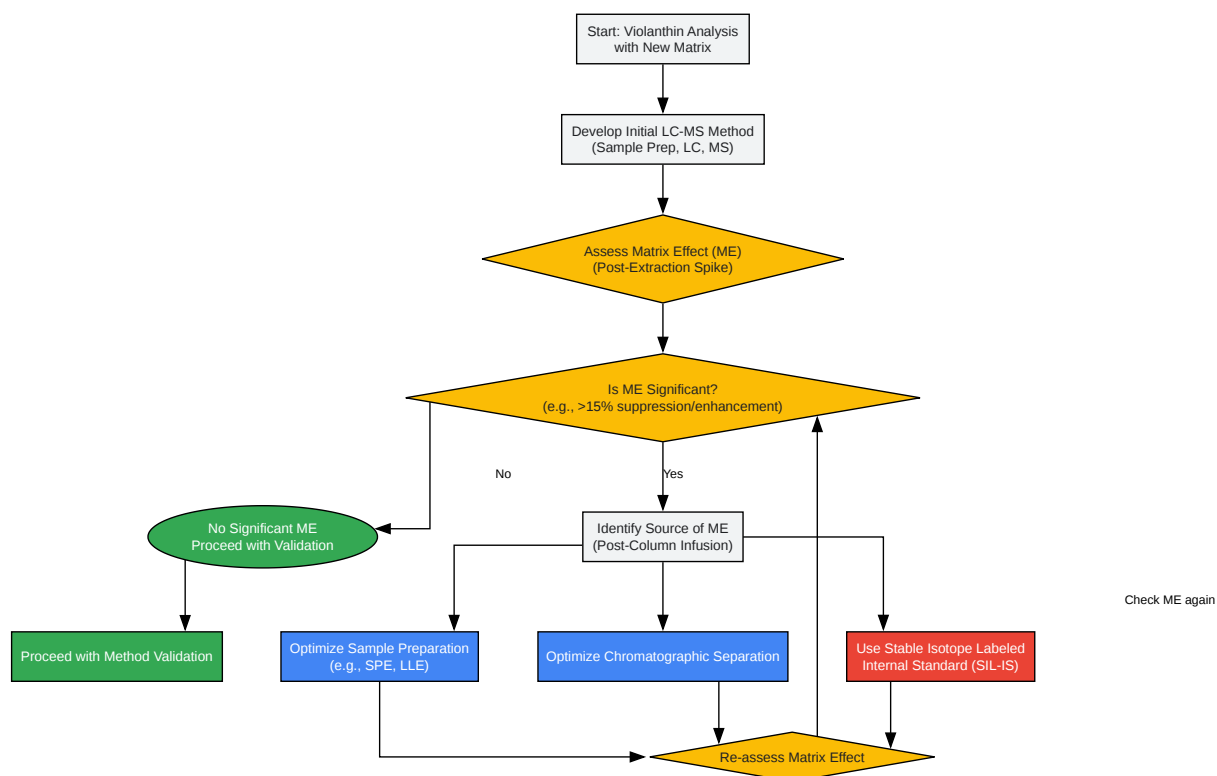 Start: Violanthin Analysis
with New Matrix
Develop Initial LC-MS Method
(Sample Prep, LC, MS)
Assess Matrix Effect (ME)
(Post-Extraction Spike)
Is ME Significant?
(e.g., >15% suppression/enhancement)
No
Yes
No Significant ME
Proceed with Validation
Identify Source of ME
(Post-Column Infusion)
Check ME again
Proceed with Method Validation
Optimize Sample Preparation
(e.g., SPE, LLE)
Optimize Chromatographic Separation
Use Stable Isotope Labeled
Internal Standard (SIL-IS)
Re-assess Matrix Effect